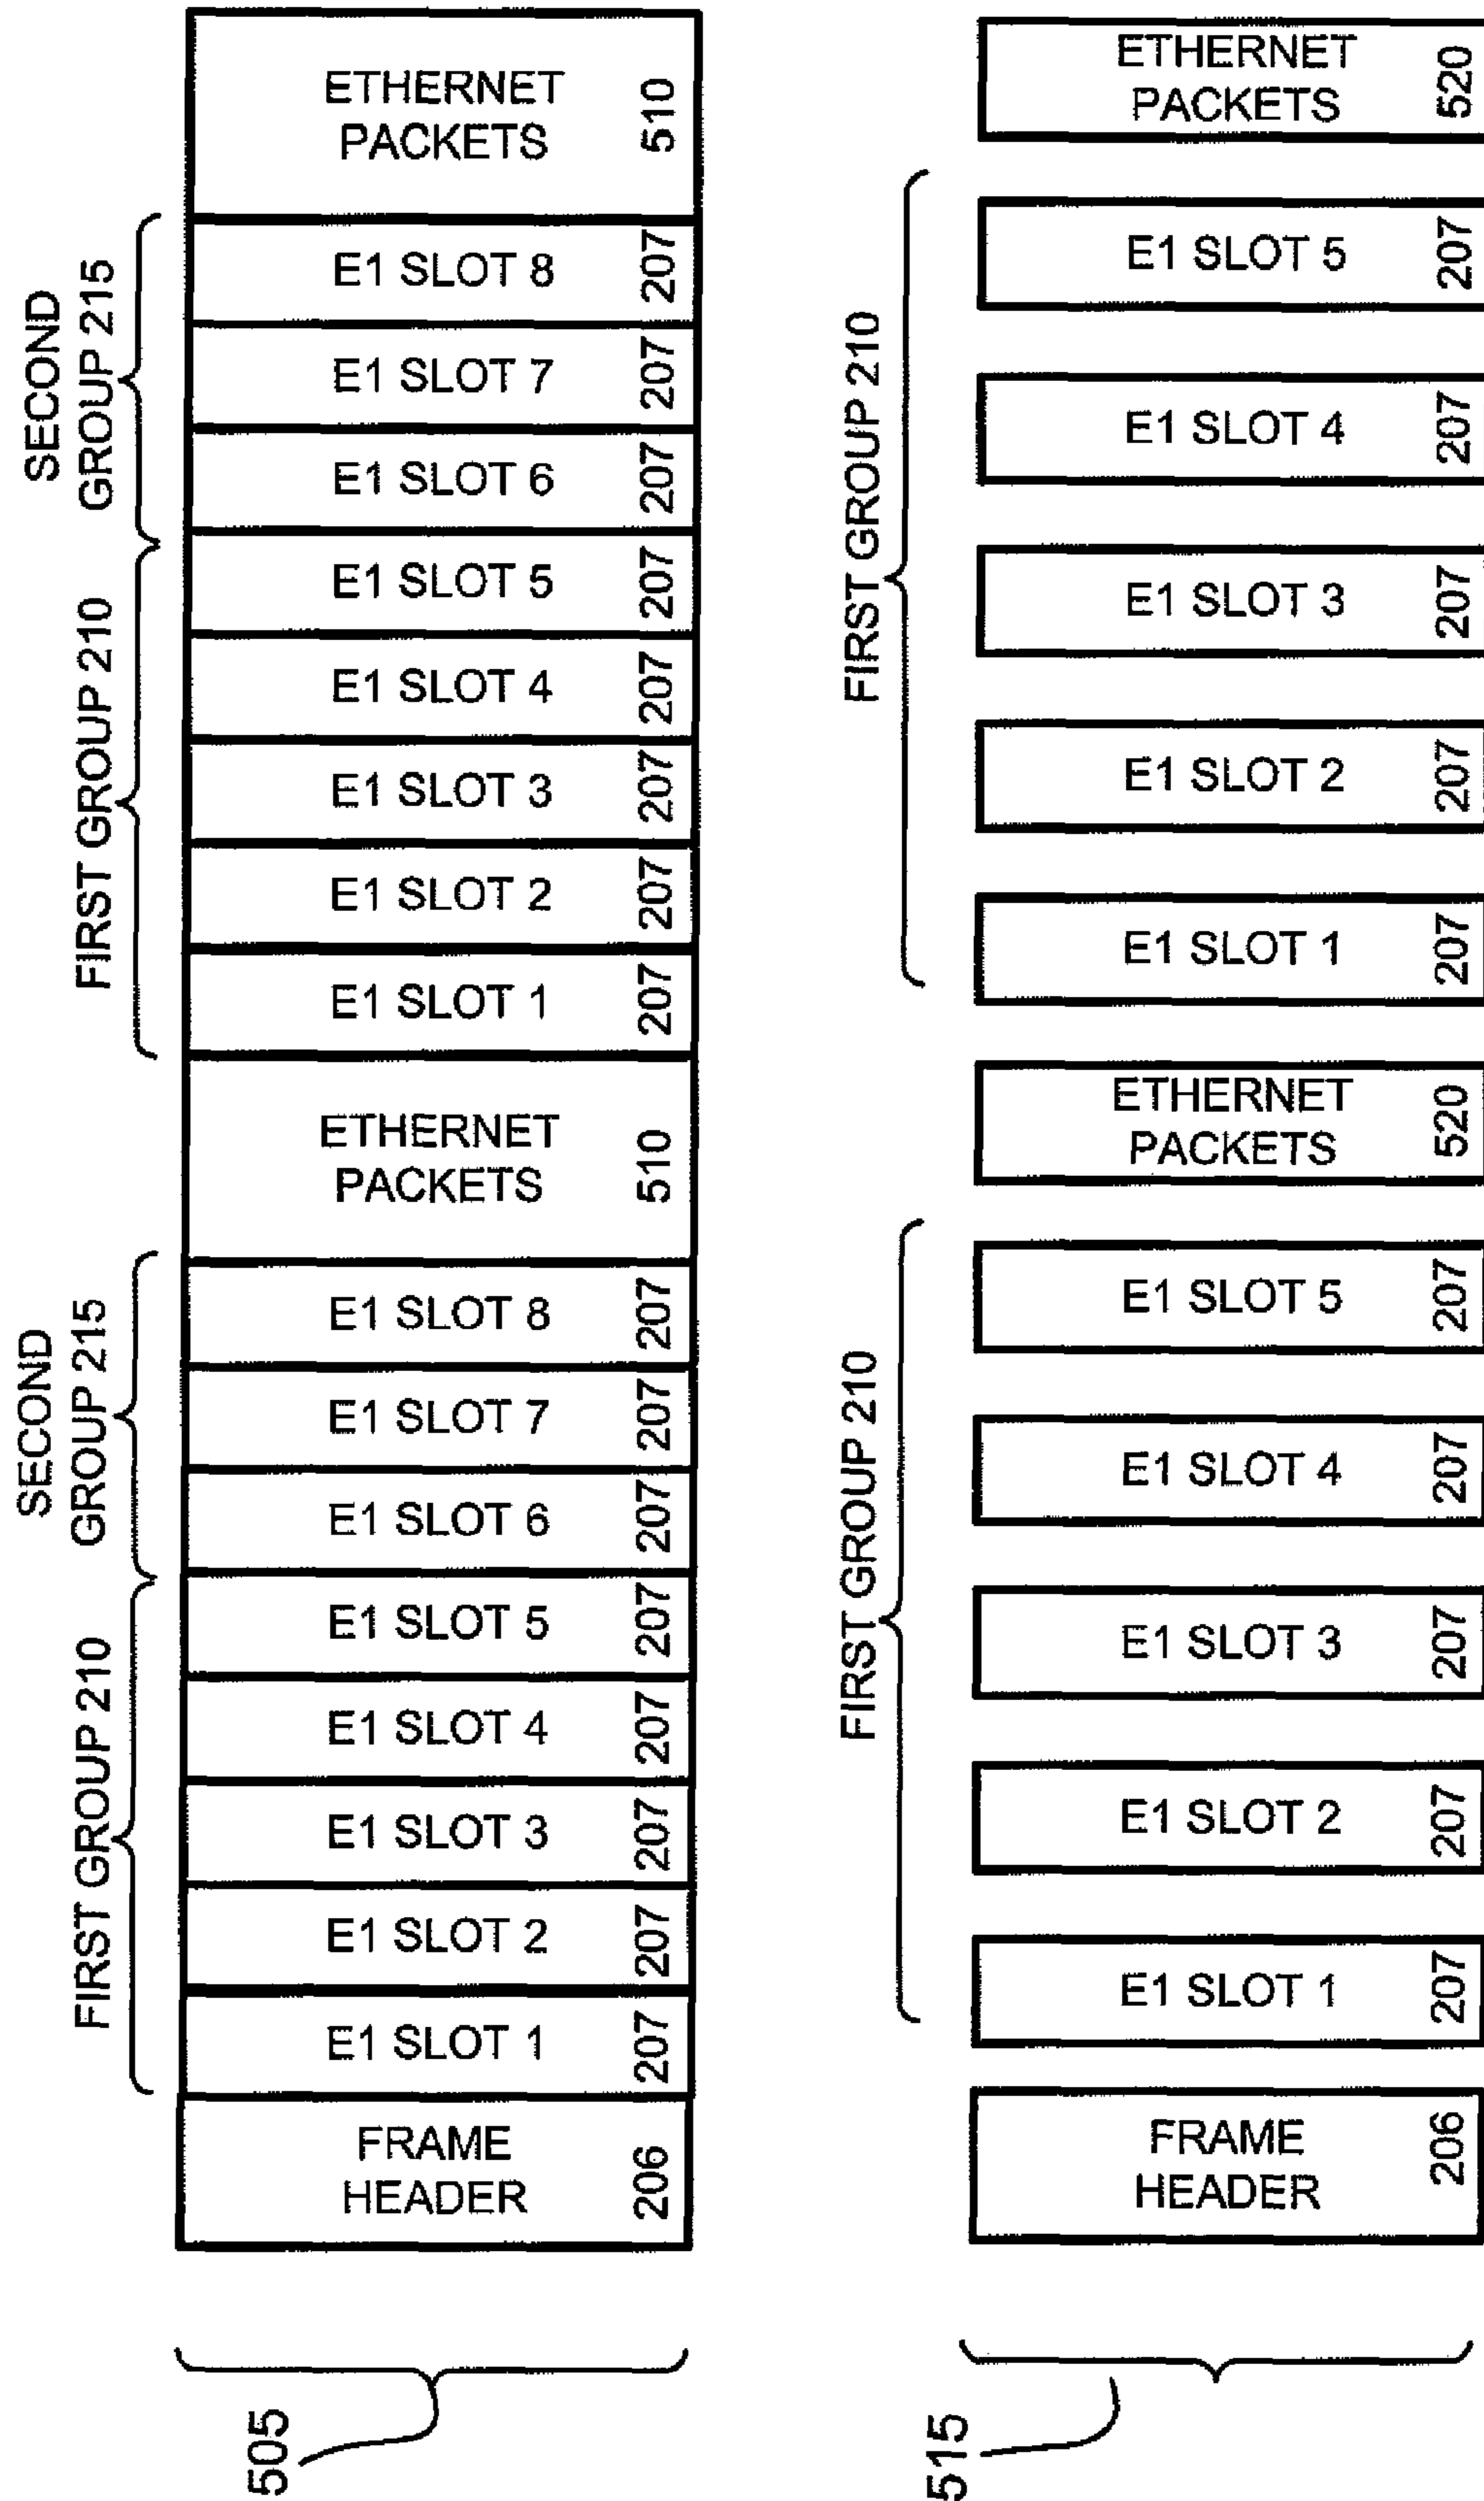 SECOND
GROUP 215
FIRST GROUP 210
SECOND
GROUP 215
FIRST GROUP 210
ETHERNET
PACKETS
510
E1 SLOT 8
207
E1 SLOT 7
207
E1 SLOT 6
207
E1 SLOT 5
207
E1 SLOT 4
207
E1 SLOT 3
207
E1 SLOT 2
207
E1 SLOT 1
207
ETHERNET
PACKETS
510
E1 SLOT 8
207
E1 SLOT 7
207
E1 SLOT 6
207
E1 SLOT 5
207
E1 SLOT 4
207
E1 SLOT 3
207
E1 SLOT 2
207
E1 SLOT 1
207
FRAME
HEADER
206
505
FIRST GROUP 210
FIRST GROUP 210
ETHERNET
PACKETS
520
E1 SLOT 5
207
E1 SLOT 4
207
E1 SLOT 3
207
E1 SLOT 2
207
E1 SLOT 1
207
ETHERNET
PACKETS
520
E1 SLOT 5
207
E1 SLOT 4
207
E1 SLOT 3
207
E1 SLOT 2
207
E1 SLOT 1
207
FRAME
HEADER
206
515